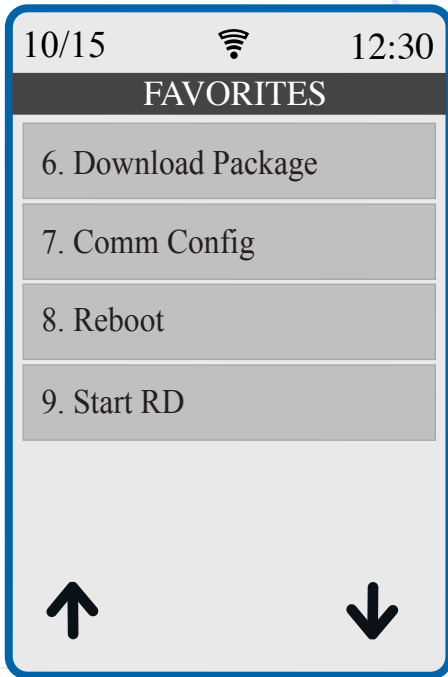 10/15 12:30
FAVORITES
6. Download Package
7. Comm Config
8. Reboot
9. Start RD